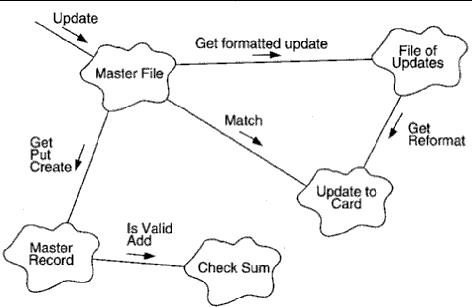 Update
Get formatted update
File of
Updates
Master File
Match
Get
Reformat
Get
Put
Create
Update to
Card
Is Valid
Add
Master
Record
Check Sum